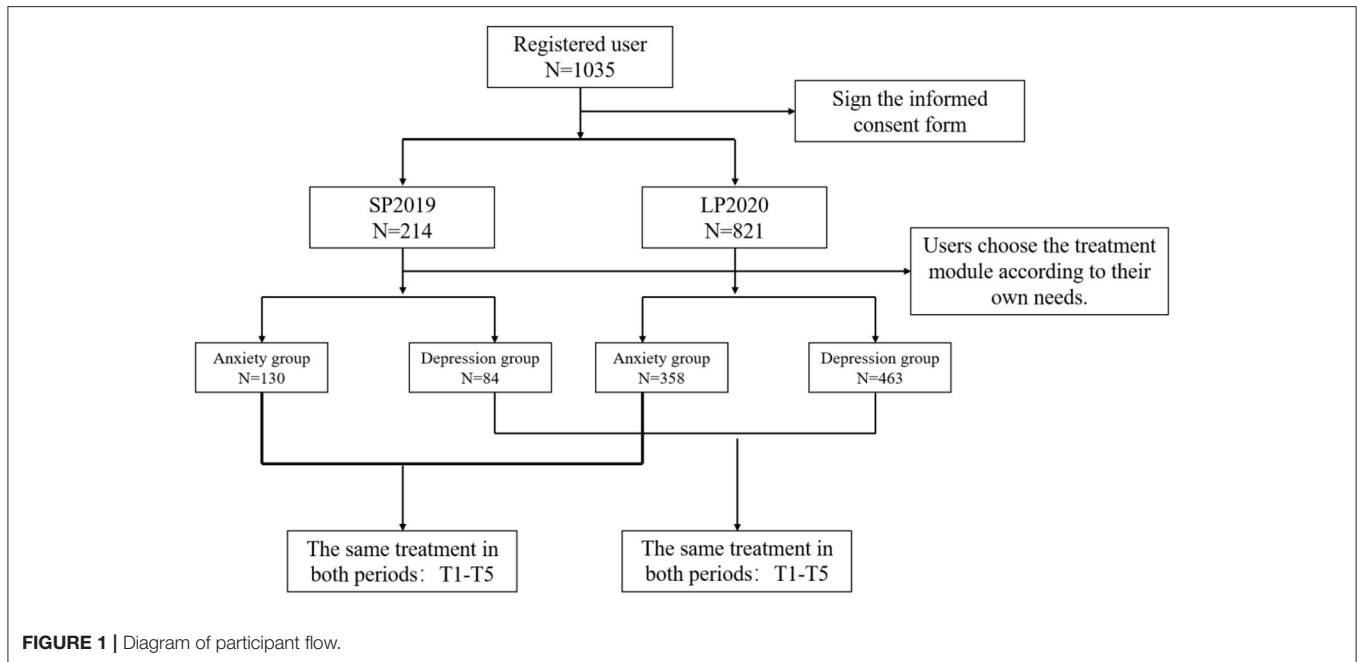 Registered user
N=1035
Sign the informed
consent form
SP2019
N=214
LP2020
N=821
Users choose the treatment
module according to their
own needs.
Anxiety group
N=130
Depression group
N=84
Anxiety group
N=358
Depression group
N=463
The same treatment in
both periods：T1-T5
The same treatment in
both periods：T1-T5
FIGURE 1 | Diagram of participant flow.